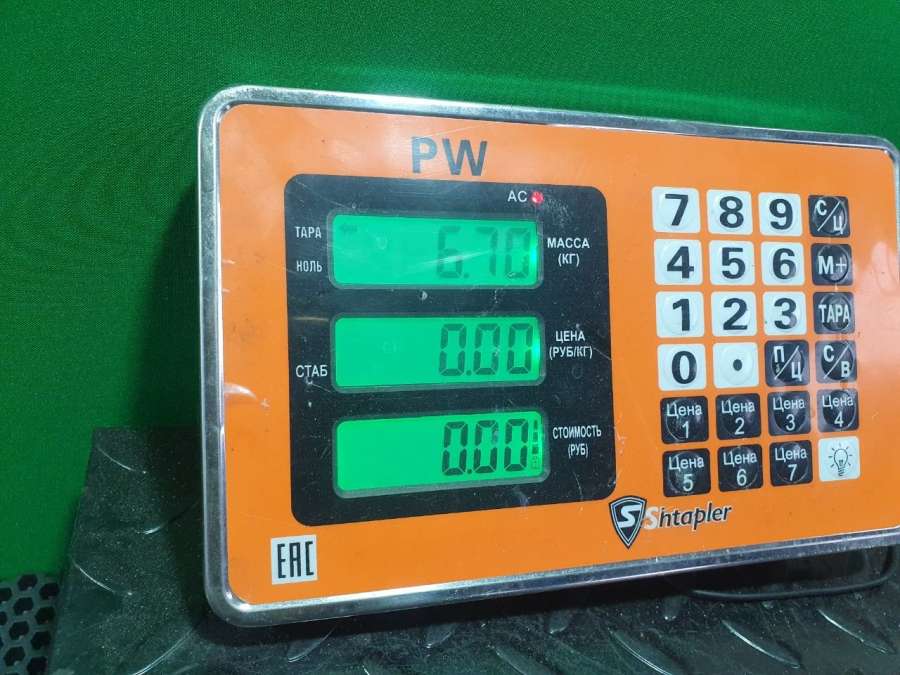 PW
AC
ТАРА
НОЛЬ
6.70
МАССА
(КГ)
0.00
ЦЕНА
(РУБ/КГ)
СТАБ
0.00
СТОИМОСТЬ
(РУБ)
7 8 9 С/Ц
4 5 6 М+
1 2 3 ТАРА
0 . П/Ц С/В
Цена 1 Цена 2 Цена 3 Цена 4
Цена 5 Цена 6 Цена 7
S Shtapler
EAC